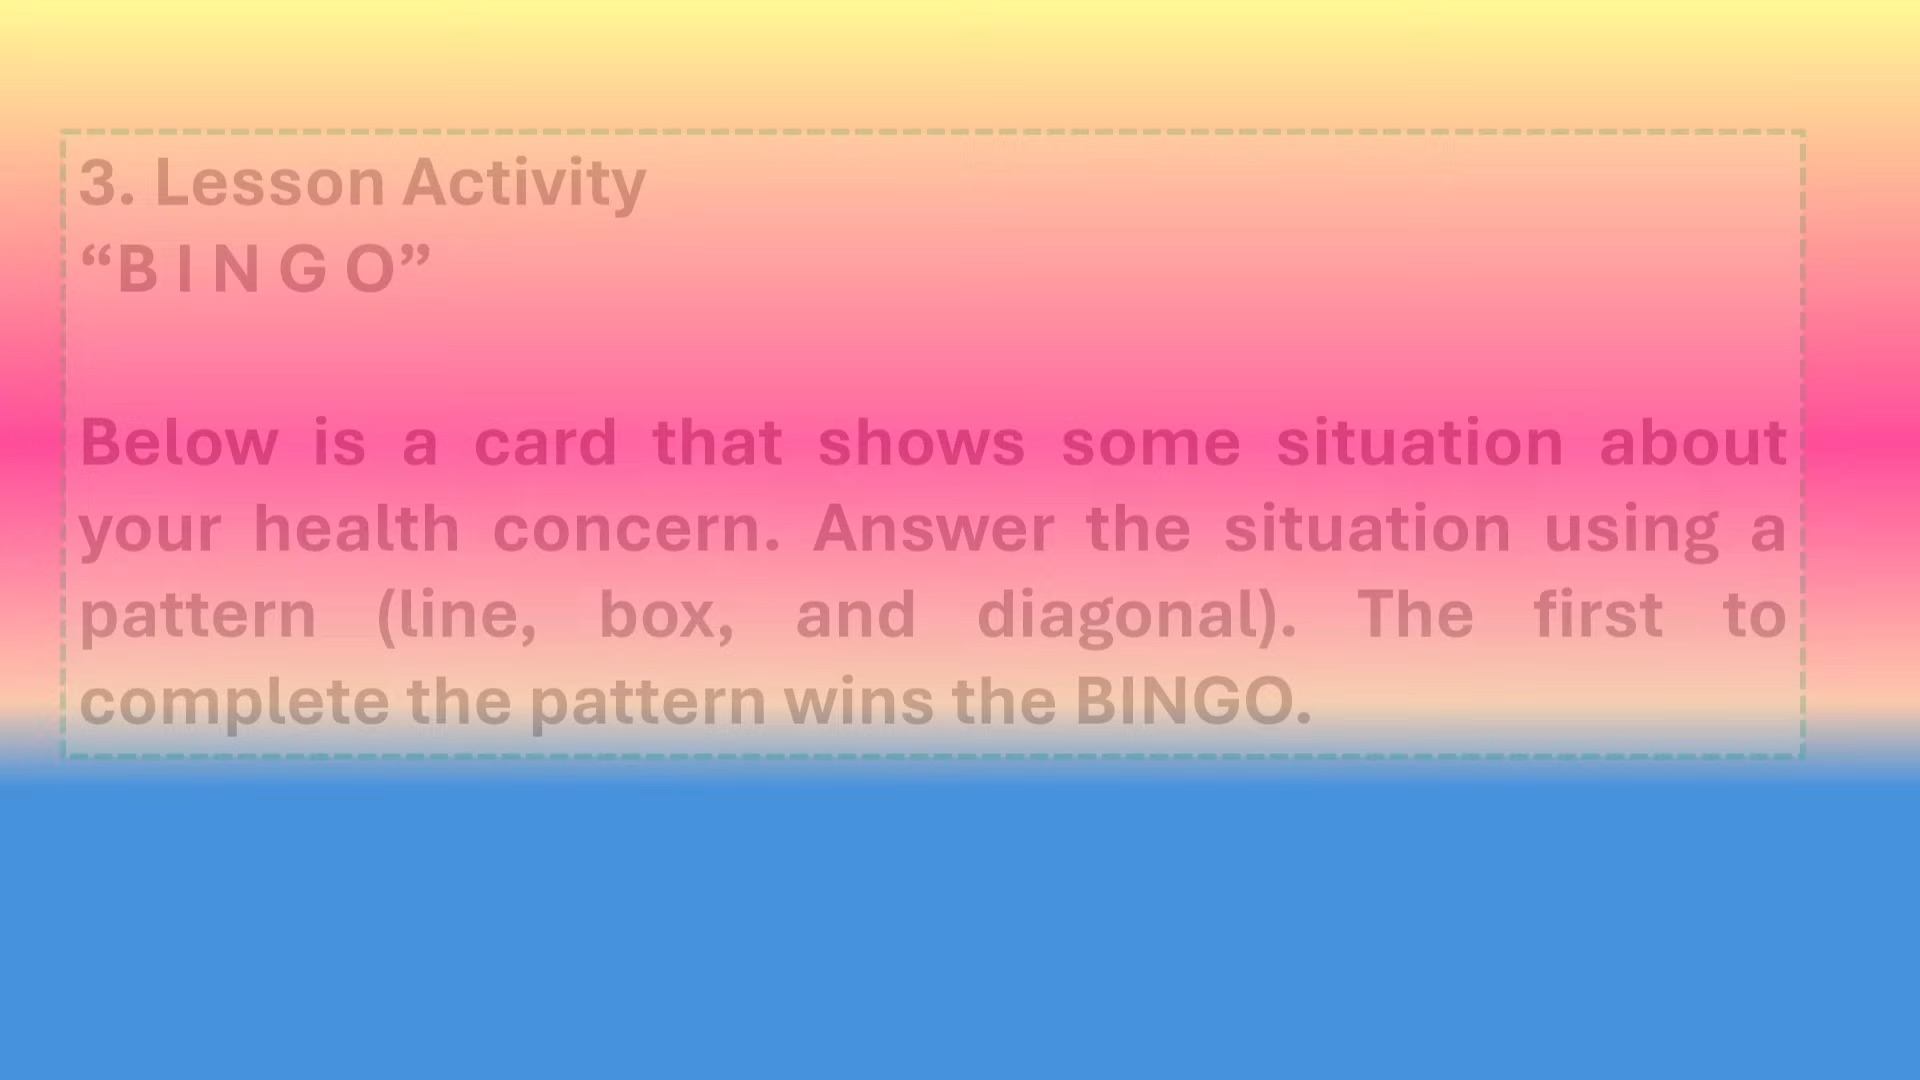 3. Lesson Activity
“B I N G O”
Below is a card that shows some situation about
your health concern. Answer the situation using a
pattern (line, box, and diagonal). The first to
complete the pattern wins the BINGO.